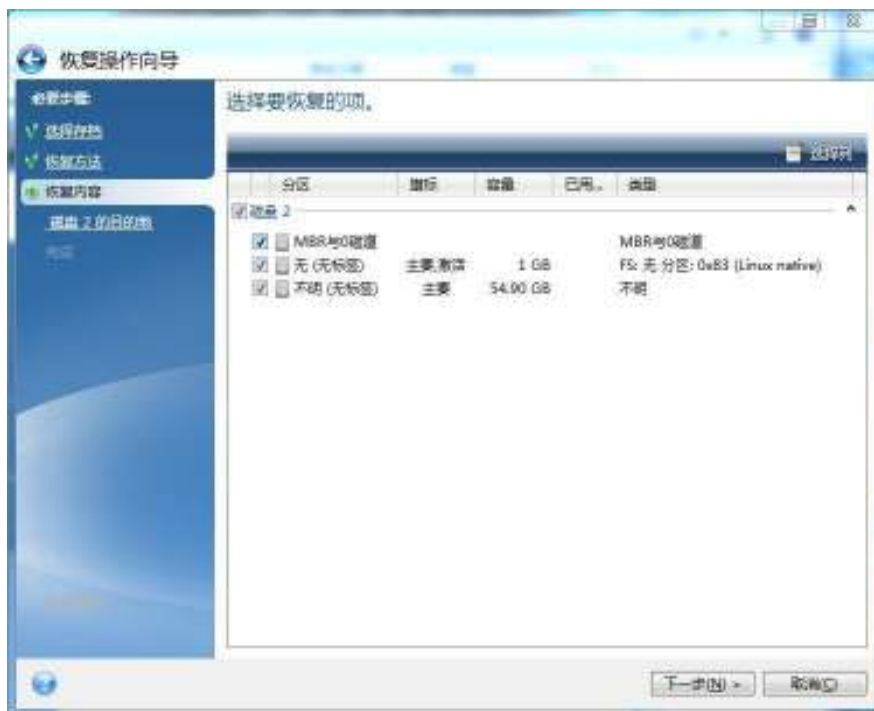 恢复操作向导
必要步骤:
选择存档
恢复方法
恢复内容
磁盘 2 的目的地
完成
选择要恢复的项。
选择列
分区 旗标 容量 已用.. 类型
磁盘 2
MBR与0磁道 MBR与0磁道
无 (无标签) 主要,激活 1 GB FS: 无 分区: 0x83 (Linux native)
不明 (无标签) 主要 54.90 GB 不明
下一步(N) >
取消(C)